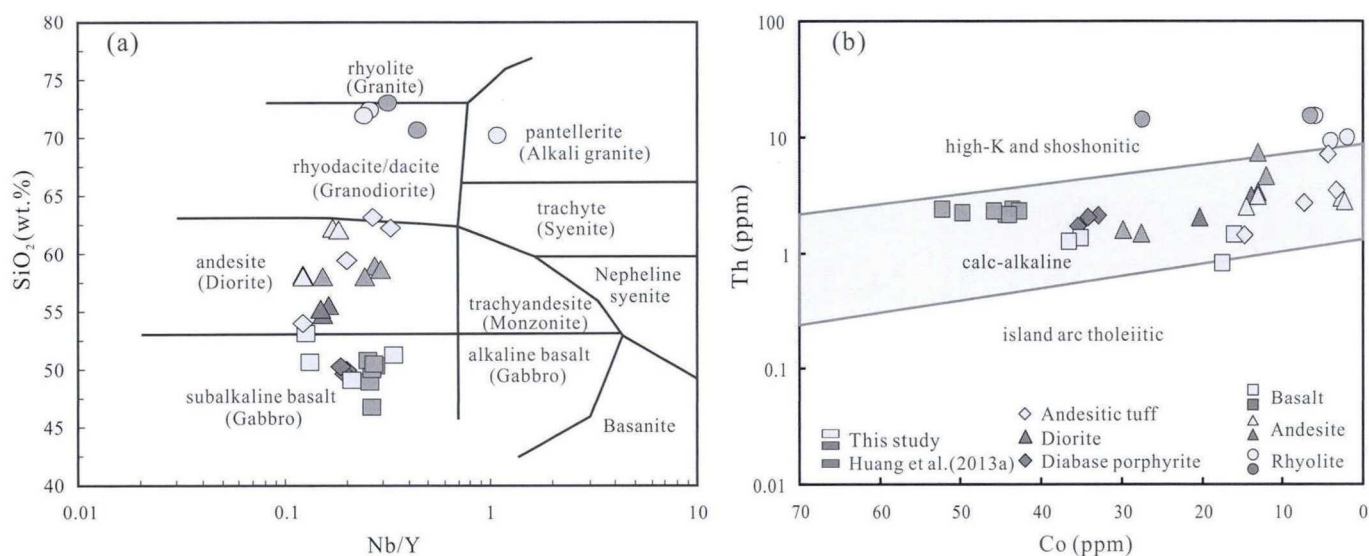 (a)
80
75
70
65
60
55
50
45
40
SiO₂(wt.%)
0.01
0.1
1
10
Nb/Y
rhyolite
(Granite)
rhyodacite/dacite
(Granodiorite)
pantellerite
(Alkali granite)
trachyte
(Syenite)
andesite
(Diorite)
trachyandesite
(Monzonite)
Nepheline
syenite
subalkaline basalt
(Gabbro)
alkaline basalt
(Gabbro)
Basanite
(b)
100
10
1
0.1
0.01
Th (ppm)
70
60
50
40
30
20
10
0
Co (ppm)
high-K and shoshonitic
calc-alkaline
island arc tholeiitic
This study
Huang et al.(2013a)
Andesitic tuff
Diorite
Diabase porphyrite
Basalt
Andesite
Rhyolite